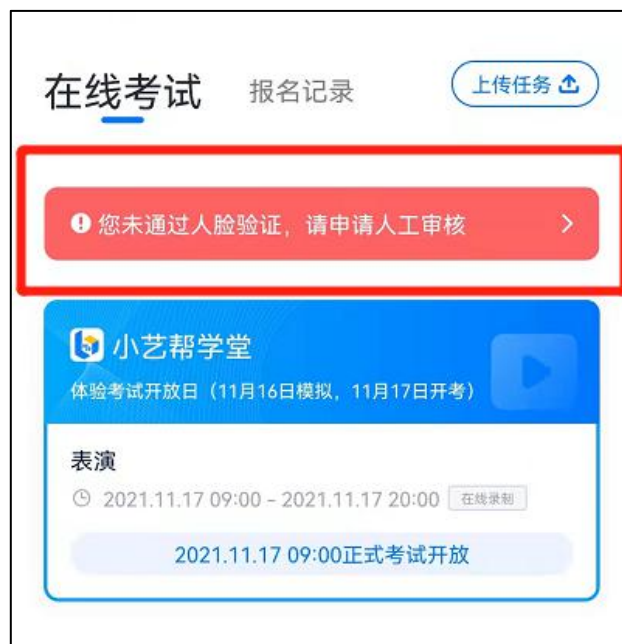 在线考试 报名记录 上传任务
您未通过人脸验证，请申请人工审核
小艺帮学堂
体验考试开放日（11月16日模拟，11月17日开考）
表演
2021.11.17 09:00 - 2021.11.17 20:00 在线录制
2021.11.17 09:00正式考试开放